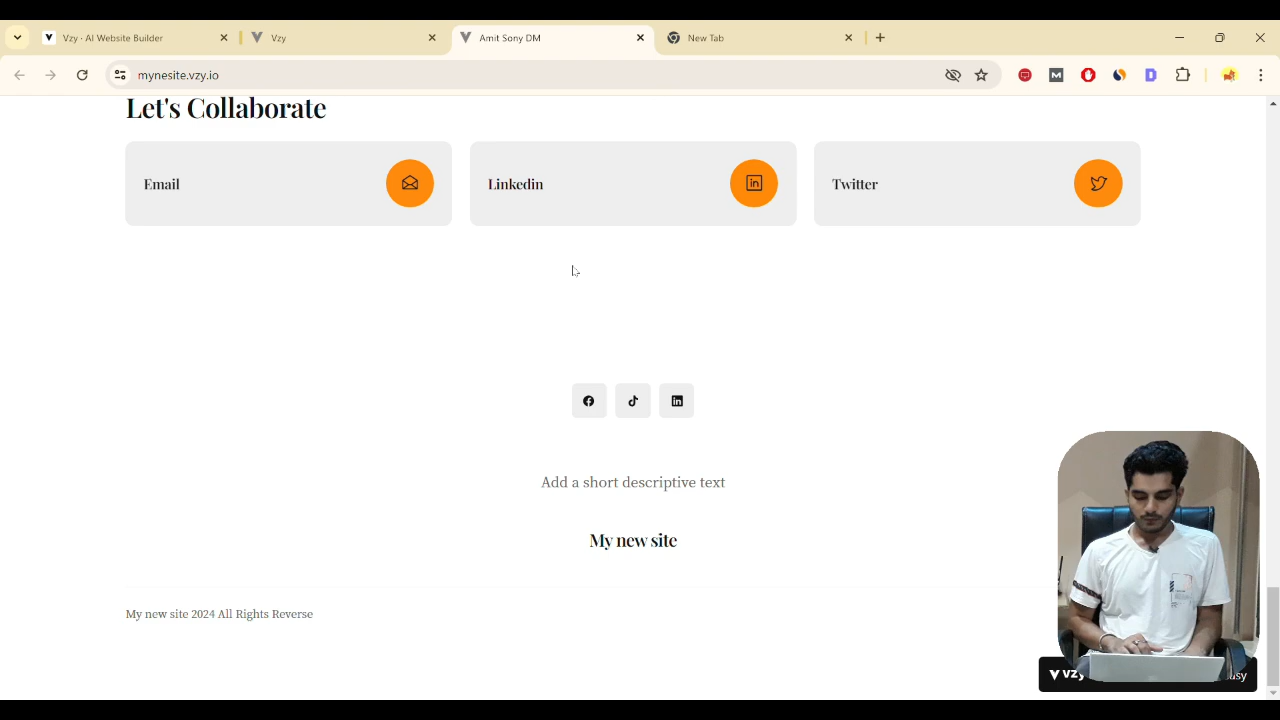 Vzy · AI Website Builder
Vzy
Amit Sony DM
New Tab
mynesite.vzy.io
Let's Collaborate
Email
Linkedin
Twitter
Add a short descriptive text
My new site
My new site 2024 All Rights Reverse
vzy